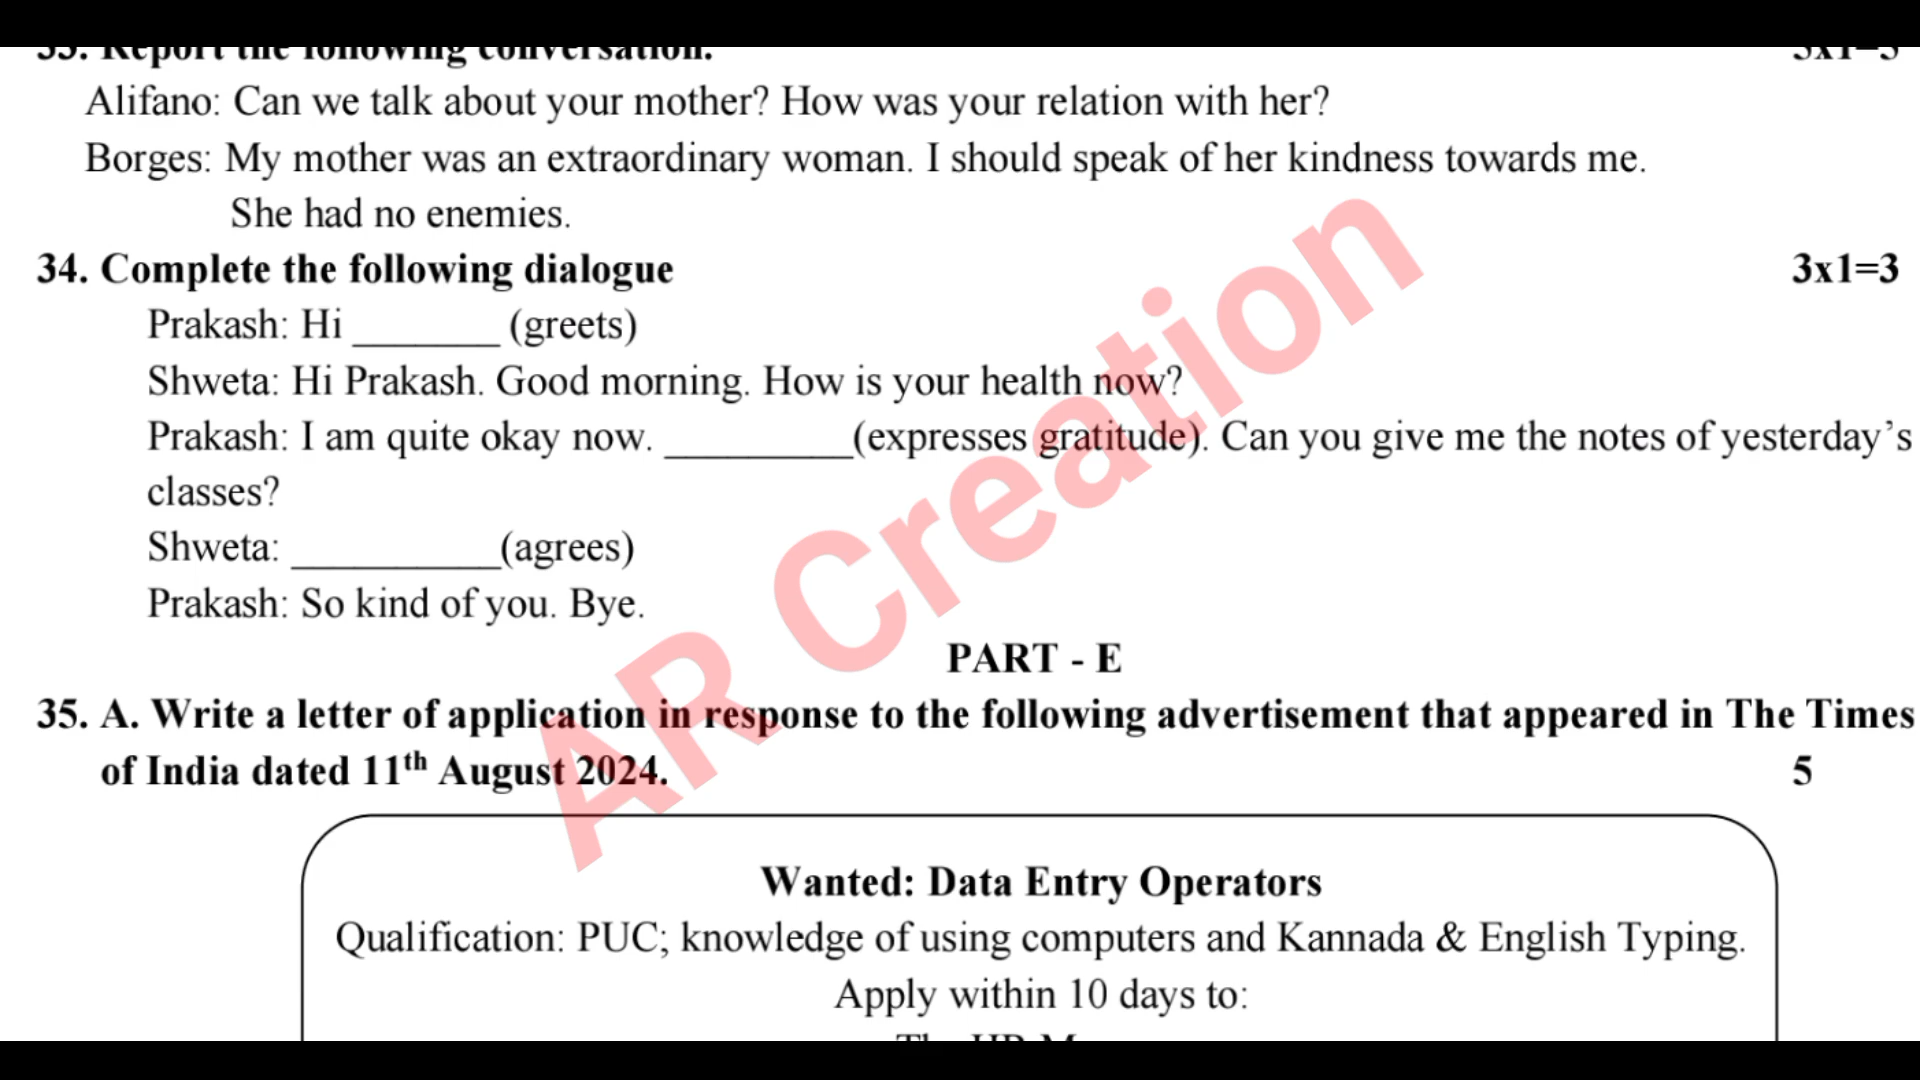 33. Report the following conversation. 5x1=5
Alifano: Can we talk about your mother? How was your relation with her?
Borges: My mother was an extraordinary woman. I should speak of her kindness towards me.
She had no enemies.
34. Complete the following dialogue 3x1=3
Prakash: Hi _______ (greets)
Shweta: Hi Prakash. Good morning. How is your health now?
Prakash: I am quite okay now. _________(expresses gratitude). Can you give me the notes of yesterday’s
classes?
Shweta: __________(agrees)
Prakash: So kind of you. Bye.
PART - E
35. A. Write a letter of application in response to the following advertisement that appeared in The Times
of India dated 11th August 2024. 5
Wanted: Data Entry Operators
Qualification: PUC; knowledge of using computers and Kannada & English Typing.
Apply within 10 days to:
AR Creation